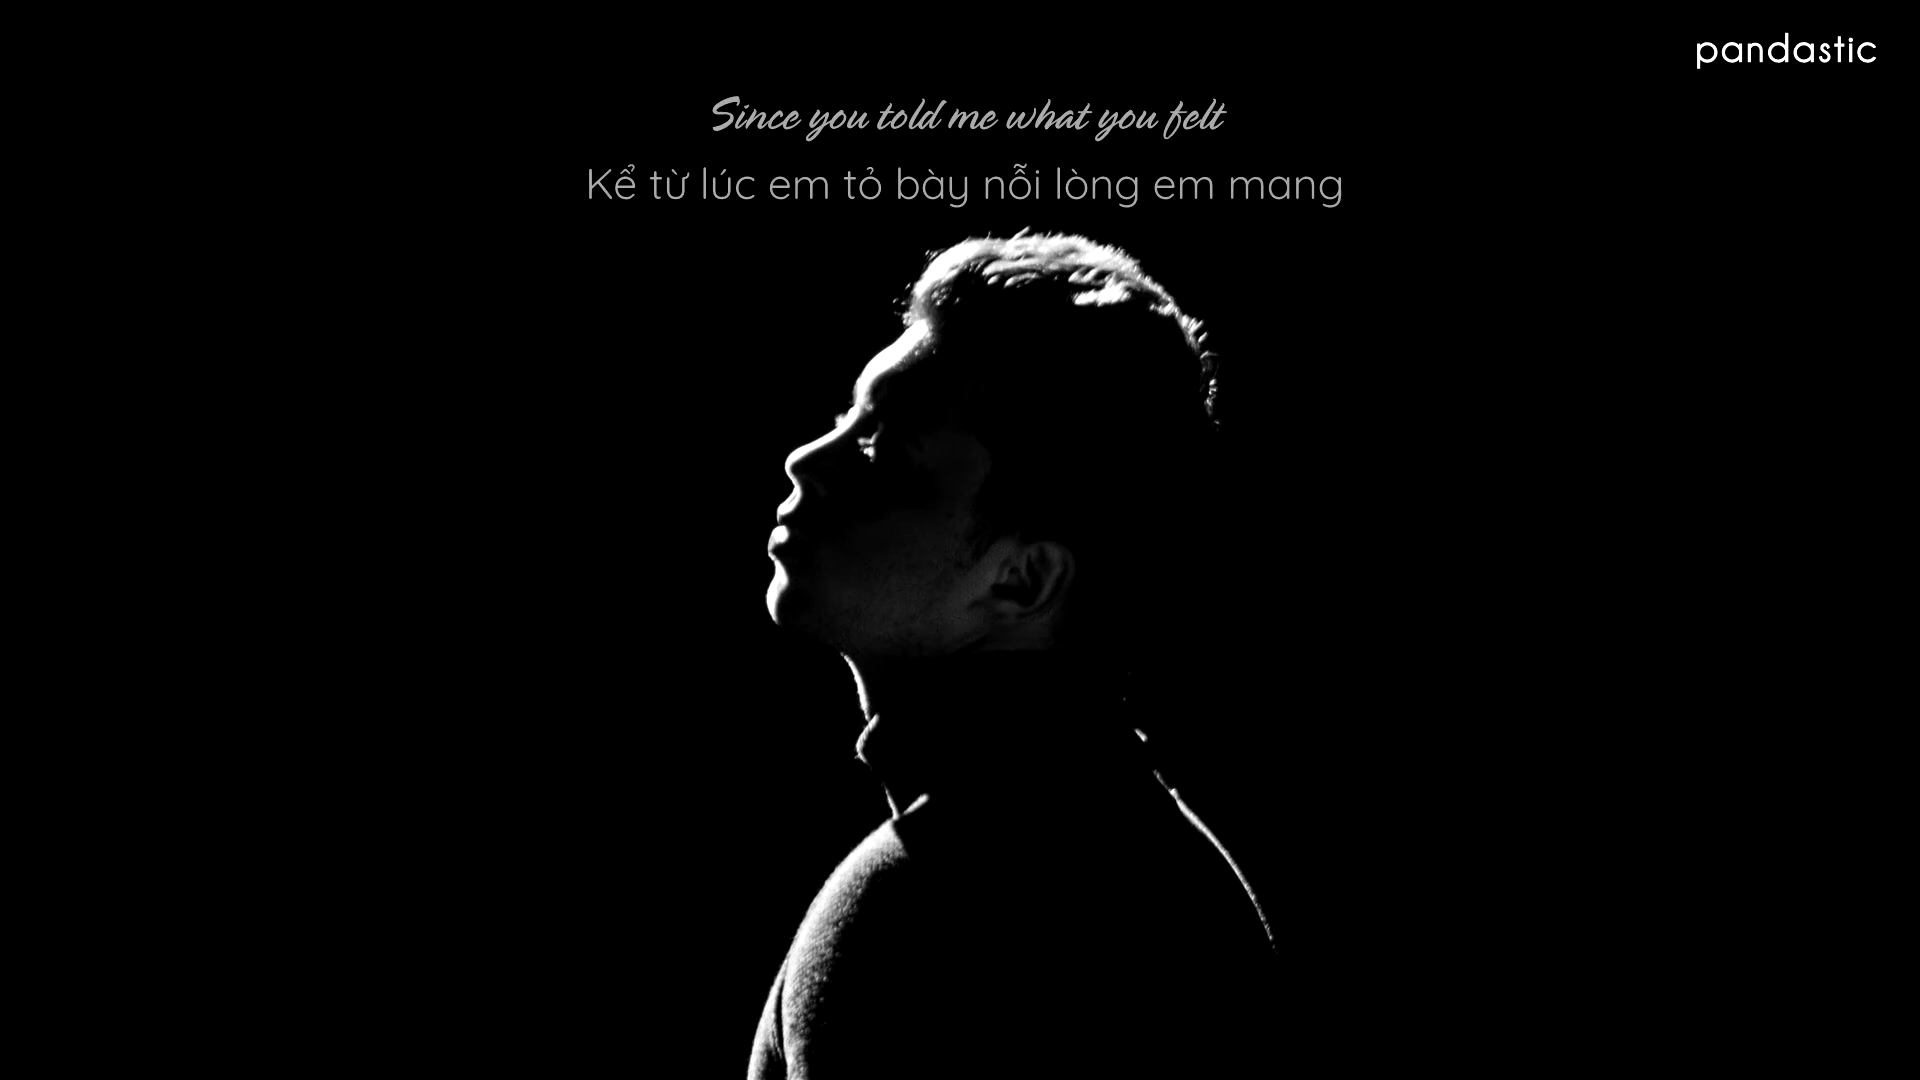 pandastic
Since you told me what you felt
Kể từ lúc em tỏ bày nỗi lòng em mang